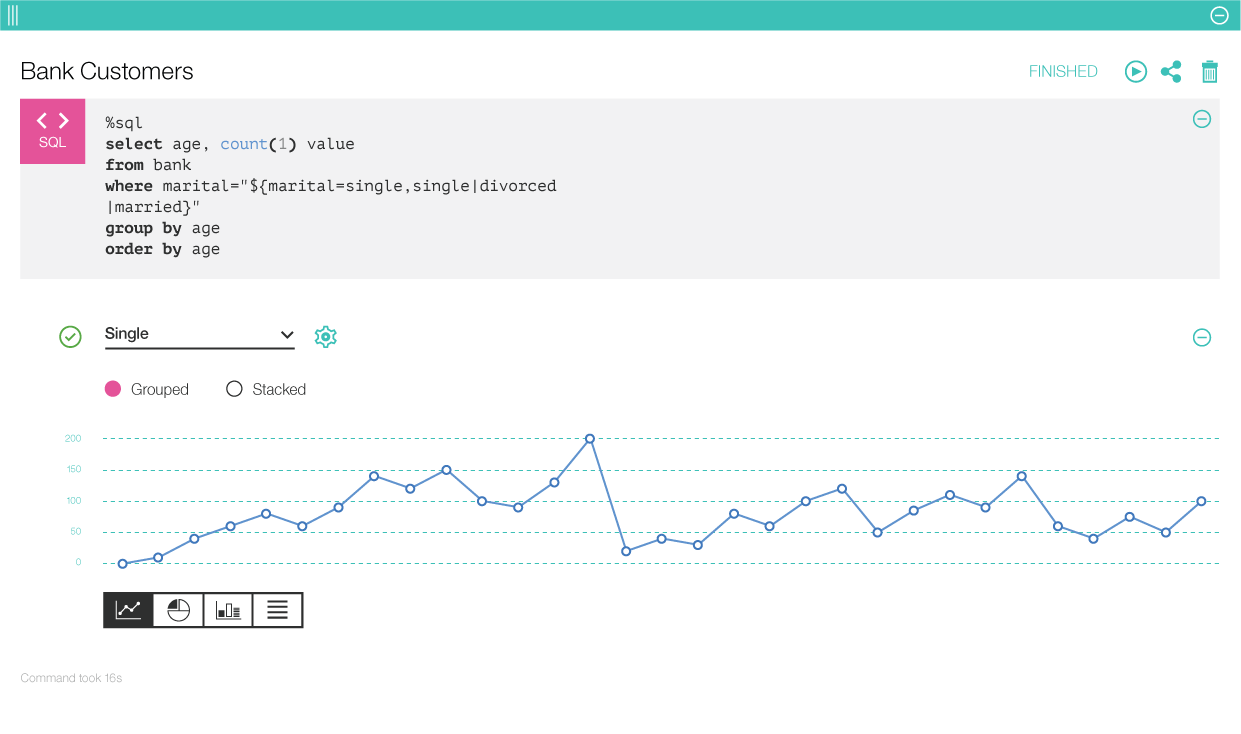 Bank Customers
FINISHED
SQL
%sql
select age, count(1) value
from bank
where marital="${marital=single,single|divorced
|married}"
group by age
order by age
Single
Grouped
Stacked
200
150
100
50
0
Command took 16s